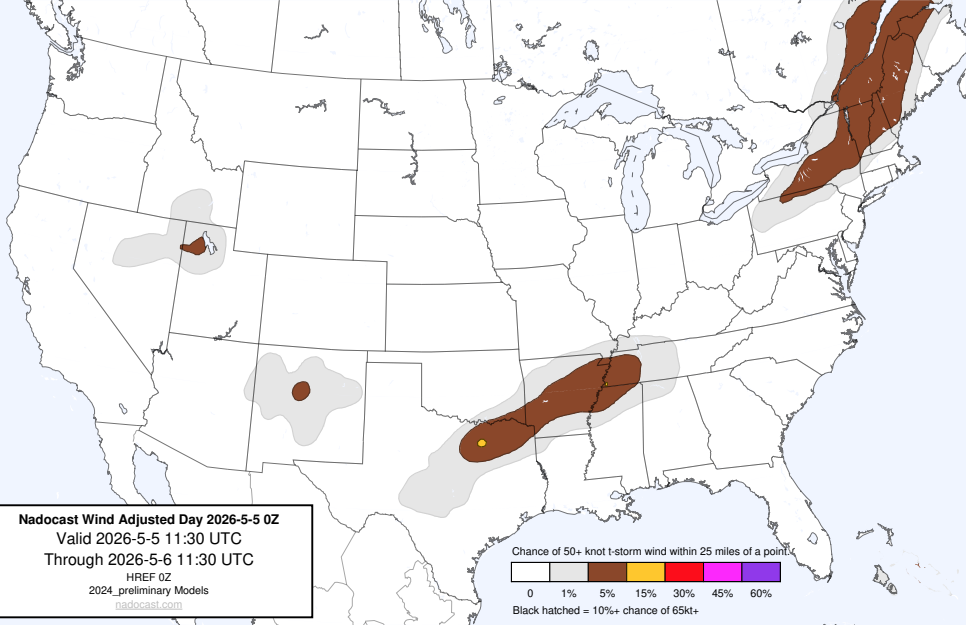 Nadocast Wind Adjusted Day 2026-5-5 0Z
Valid 2026-5-5 11:30 UTC
Through 2026-5-6 11:30 UTC
HREF 0Z
2024_preliminary Models
nadocast.com
Chance of 50+ knot t-storm wind within 25 miles of a point.
0 1% 5% 15% 30% 45% 60%
Black hatched = 10%+ chance of 65kt+